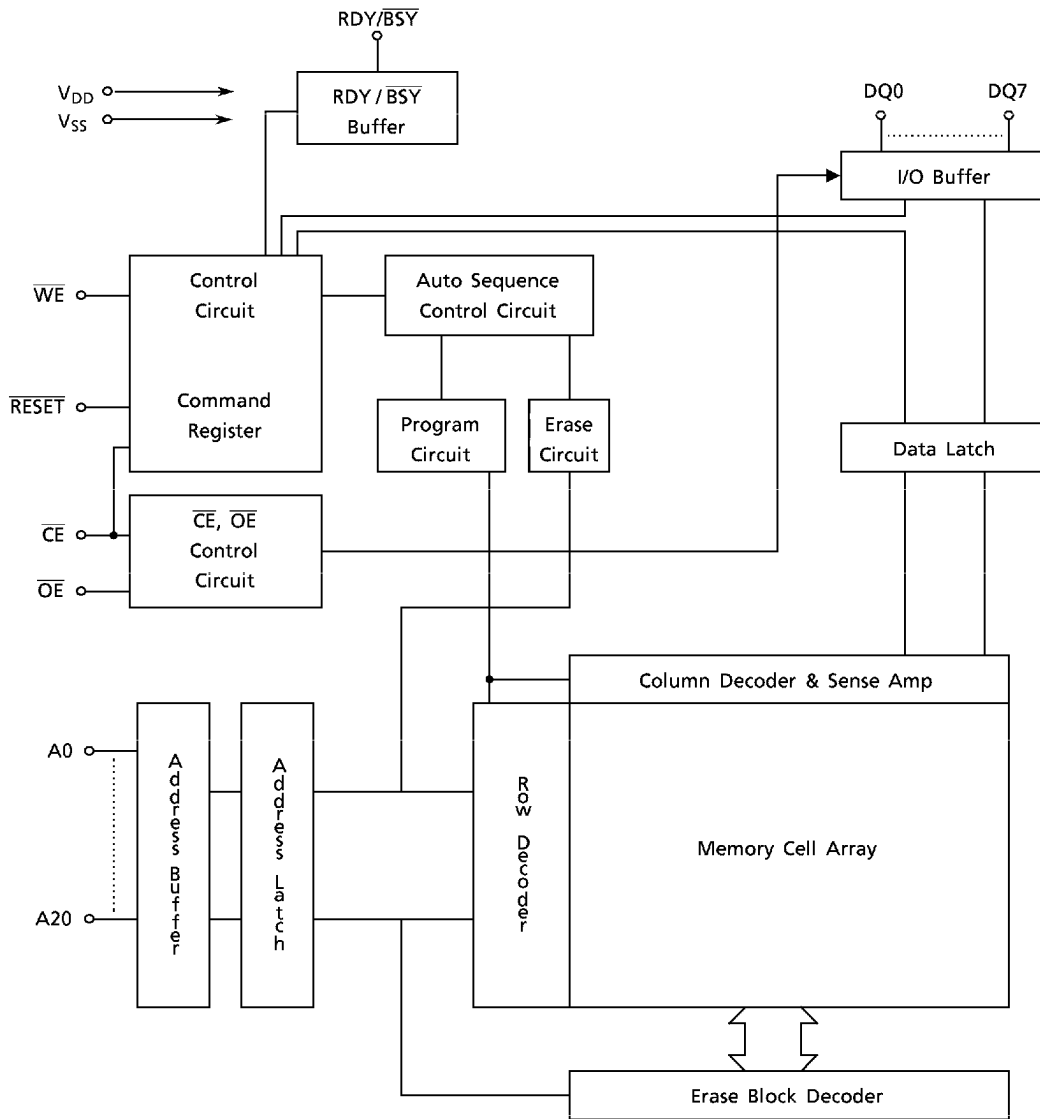 RDY/BSY
VDD
VSS
RDY / BSY
Buffer
DQ0
DQ7
I/O Buffer
WE
Control
Circuit
Auto Sequence
Control Circuit
RESET
Command
Register
Program
Circuit
Erase
Circuit
Data Latch
CE
CE, OE
Control
Circuit
OE
Column Decoder & Sense Amp
A0
A20
Address Buffer
Address Latch
Row Decoder
Memory Cell Array
Erase Block Decoder